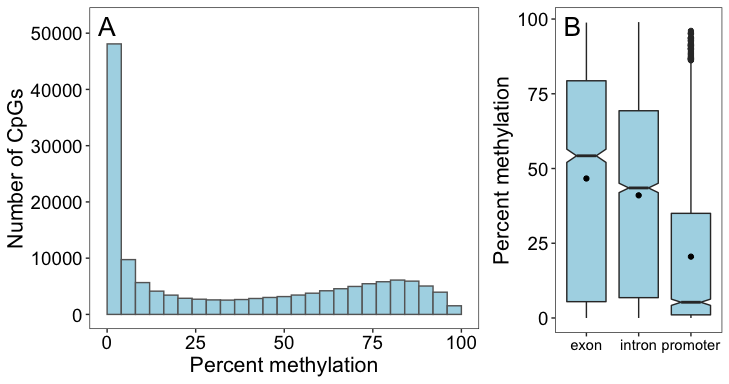 A
Number of CpGs
50000
40000
30000
20000
10000
0
0 25 50 75 100
Percent methylation
B
Percent methylation
100
75
50
25
0
exon intron promoter